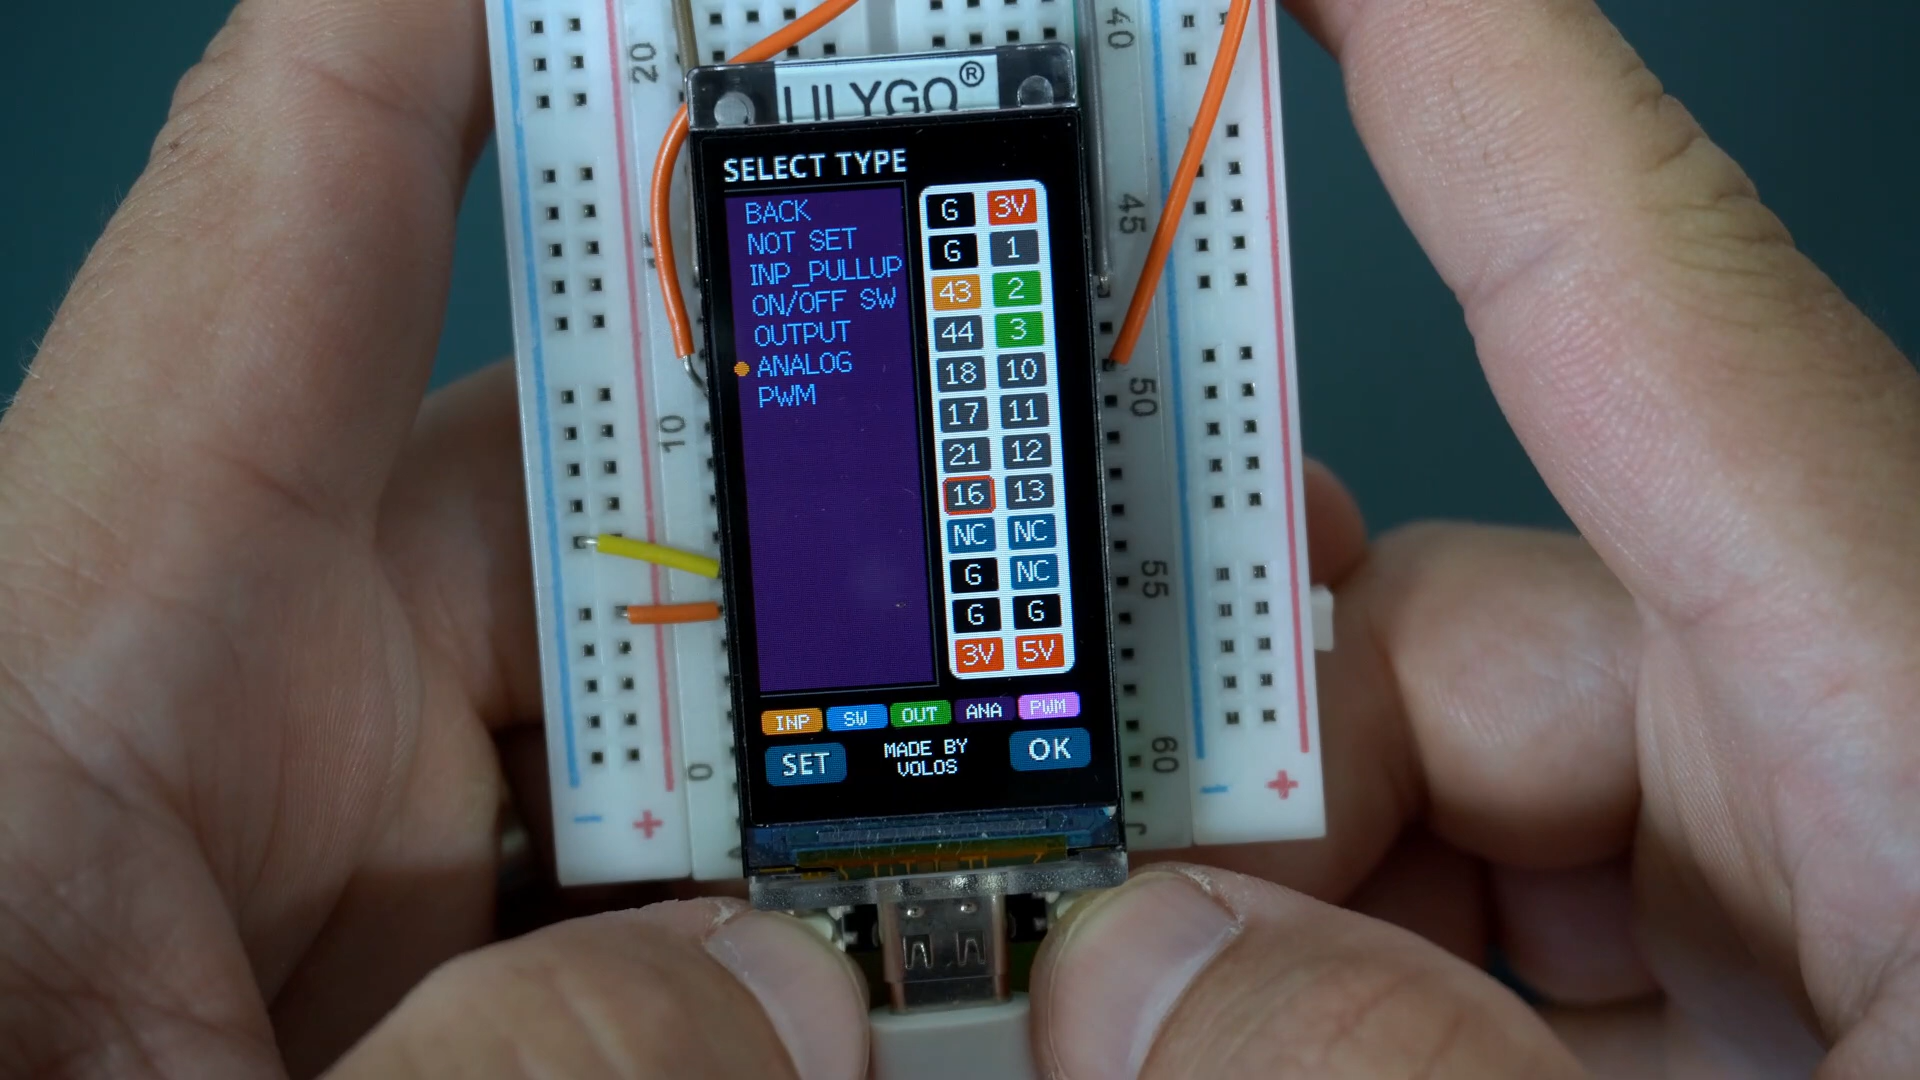 20
40
LILYGO®
SELECT TYPE
BACK
NOT SET
INP_PULLUP
ON/OFF SW
OUTPUT
ANALOG
PWM
G 3V
G 1
43 2
44 3
18 10
17 11
21 12
16 13
NC NC
G NC
G G
3V 5V
INP SW OUT ANA PWM
SET
MADE BY
VOLOS
OK
10
0
45
50
55
60
− +
− +